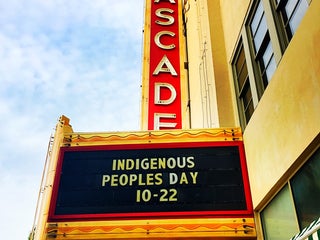 ASCADE
INDIGENOUS
PEOPLES DAY
10-22